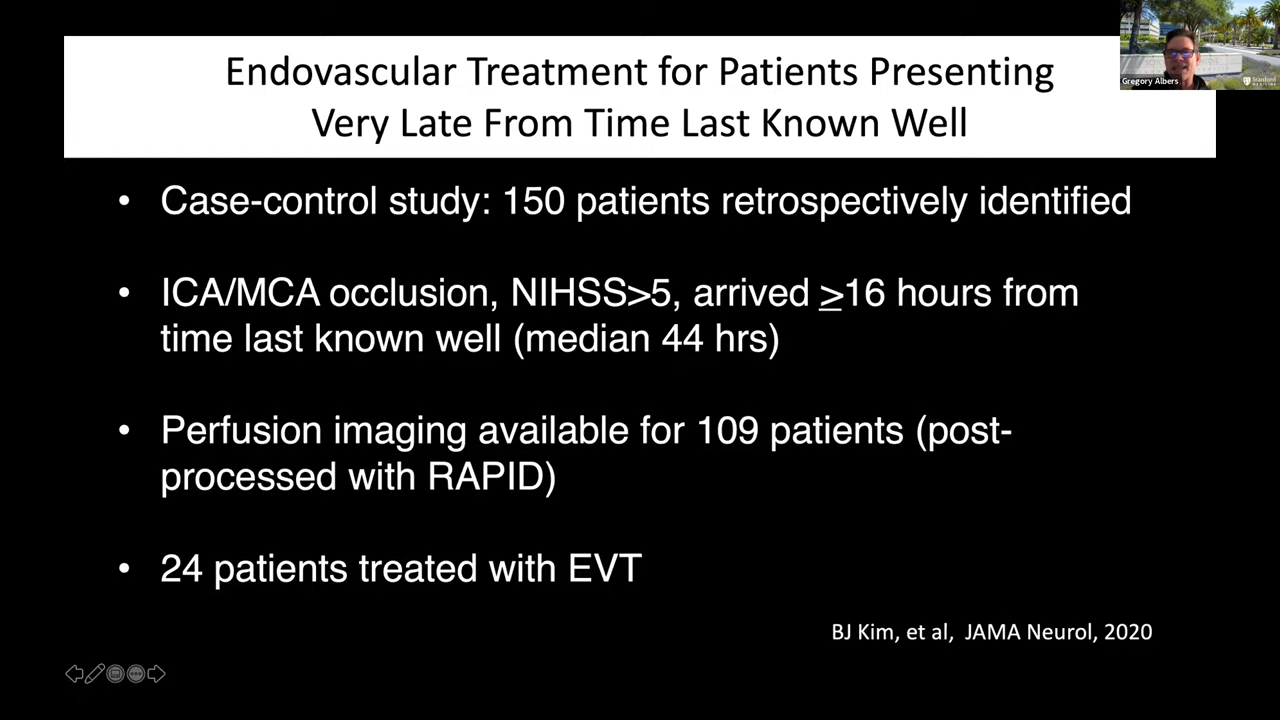 Endovascular Treatment for Patients Presenting
Very Late From Time Last Known Well
Gregory Albers
Stanford
MEDICINE
• Case-control study: 150 patients retrospectively identified
• ICA/MCA occlusion, NIHSS>5, arrived ≥16 hours from
time last known well (median 44 hrs)
• Perfusion imaging available for 109 patients (post-
processed with RAPID)
• 24 patients treated with EVT
BJ Kim, et al, JAMA Neurol, 2020